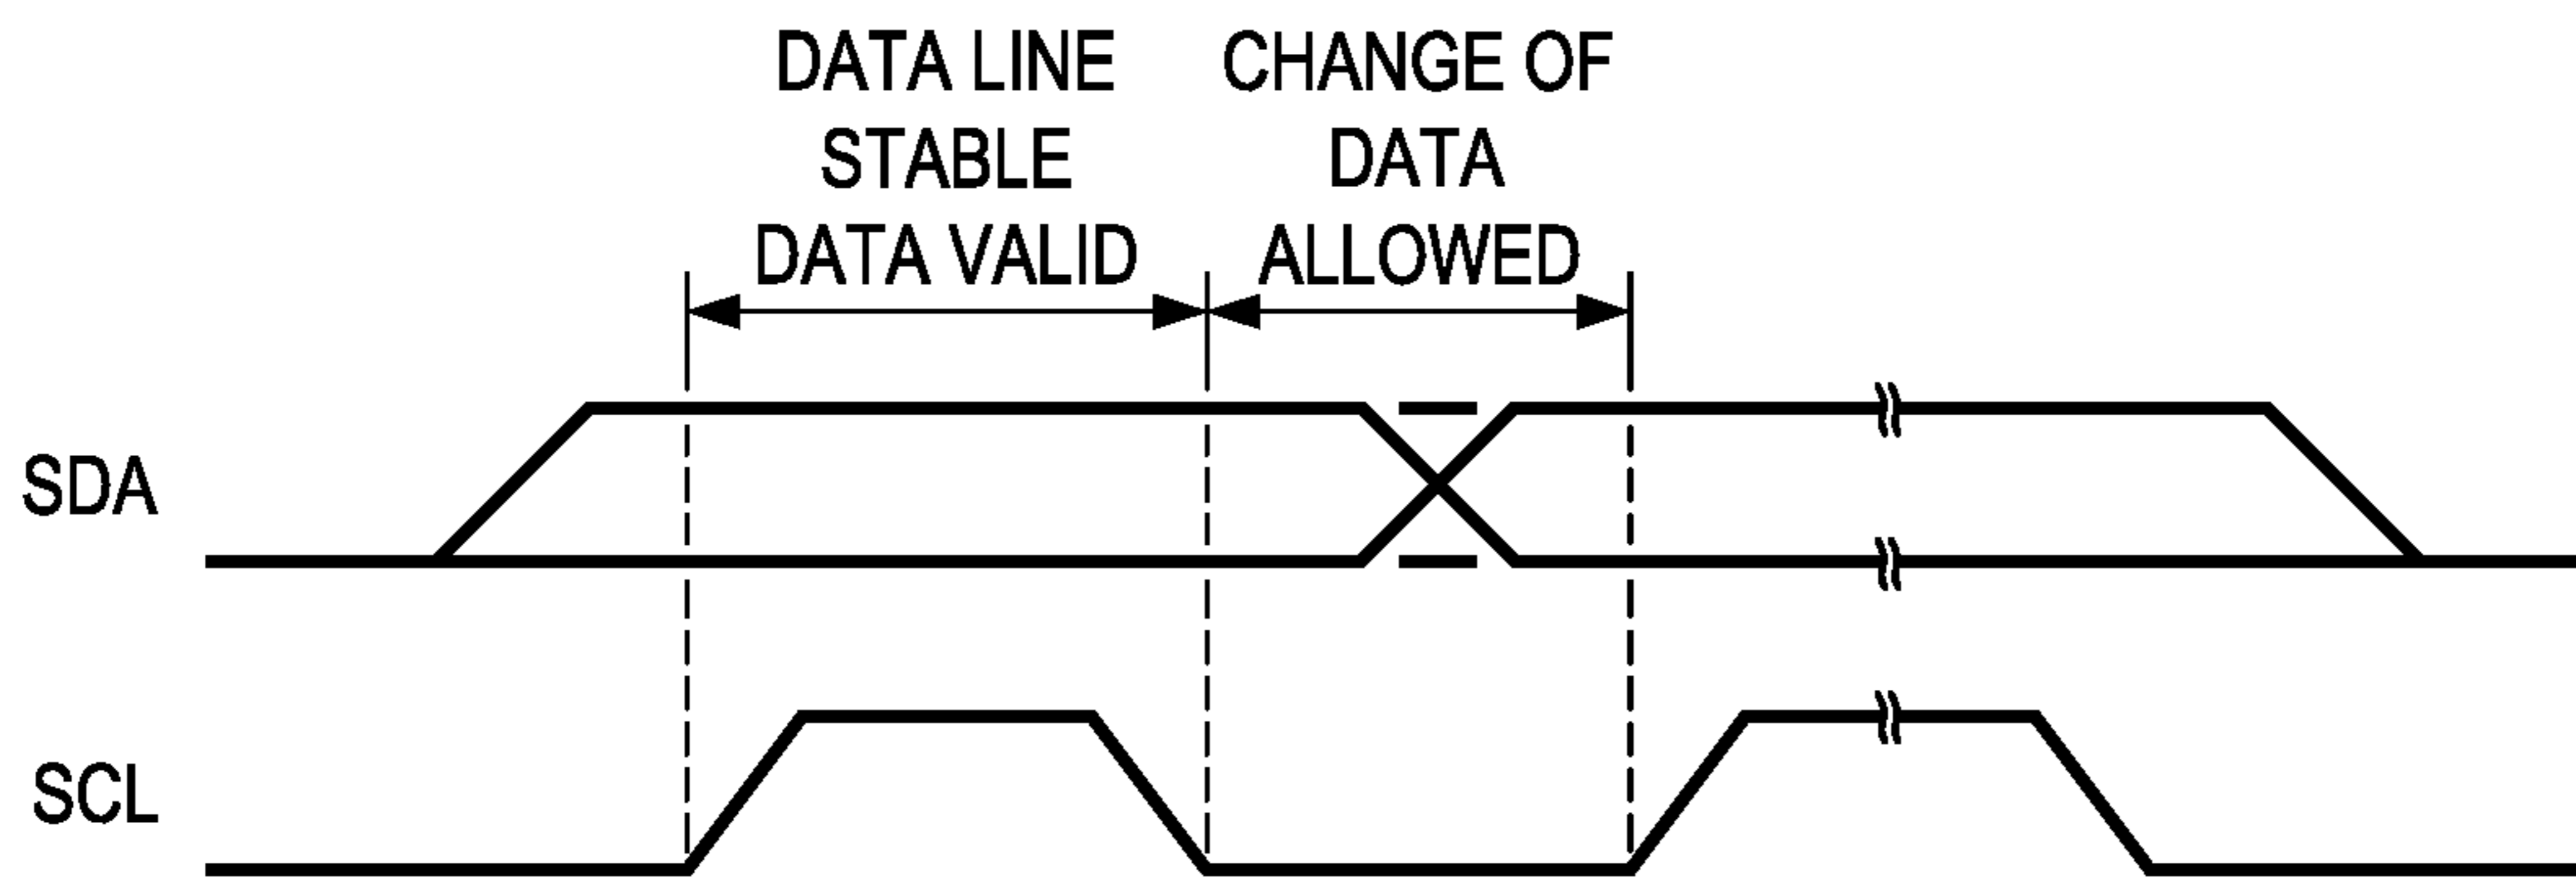 DATA LINE
STABLE
DATA VALID
CHANGE OF
DATA
ALLOWED
SDA
SCL